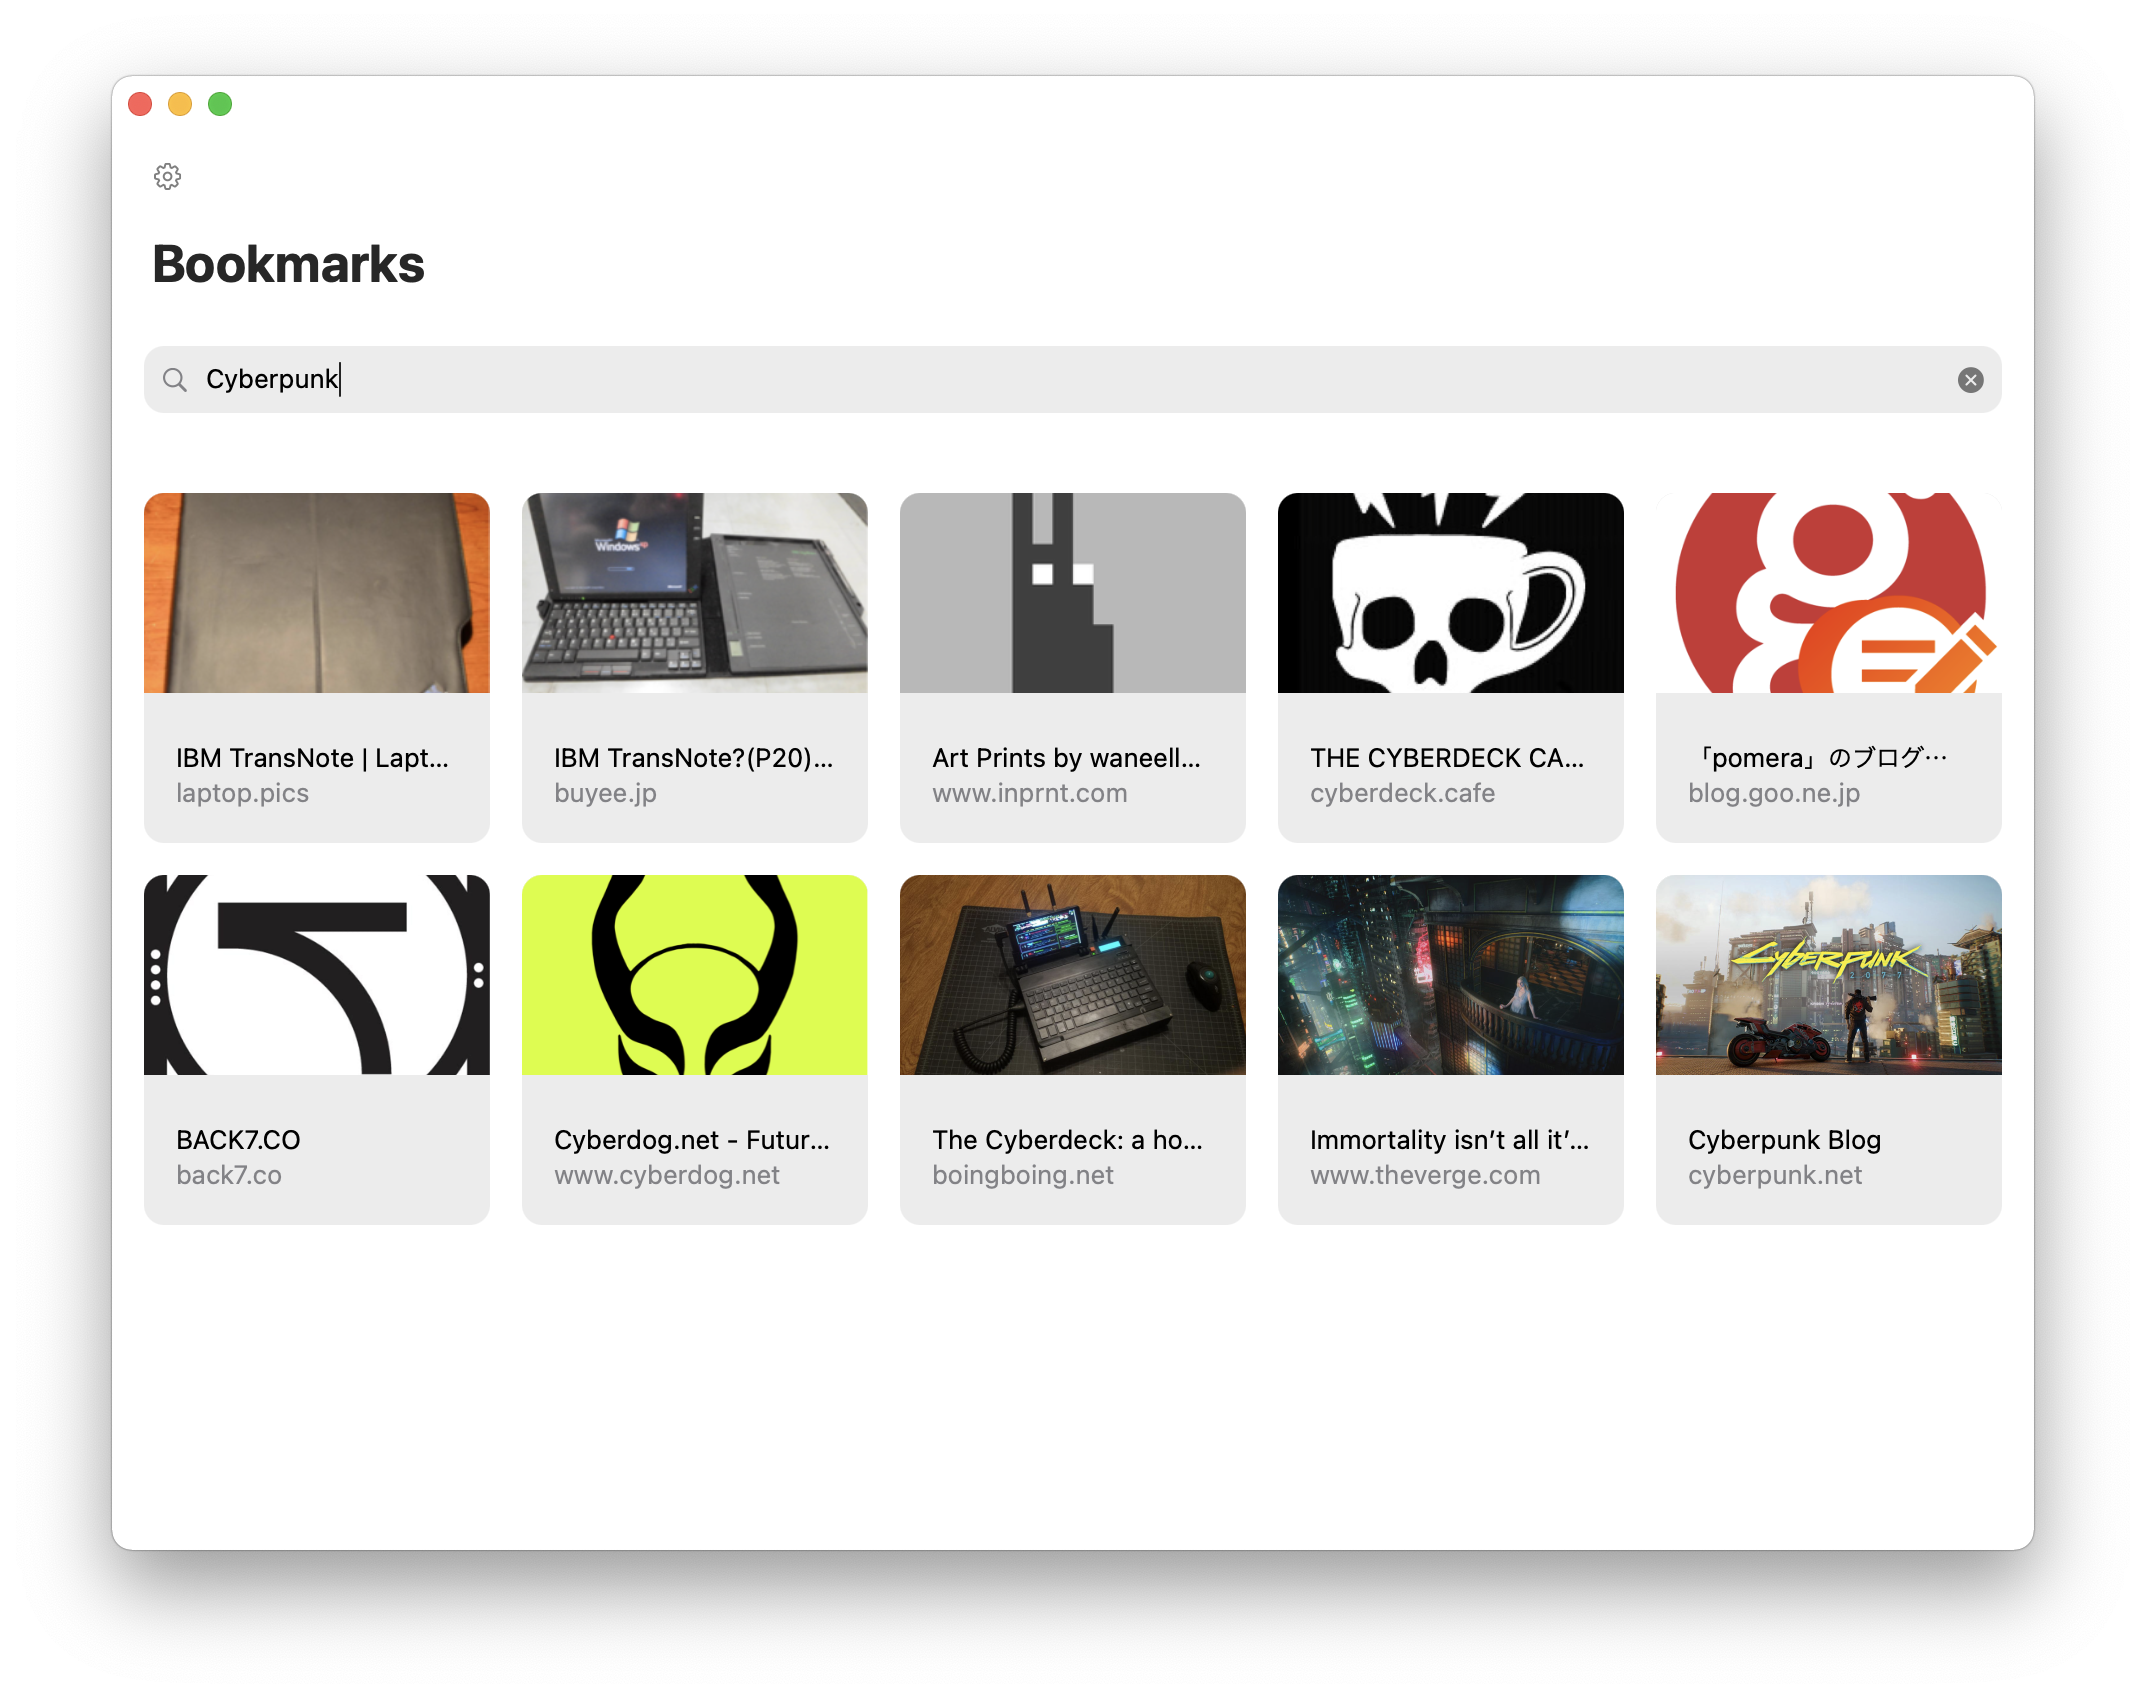 Bookmarks
Cyberpunk
Windows xp
IBM TransNote | Lapt...
laptop.pics
IBM TransNote?(P20)...
buyee.jp
Art Prints by waneell...
www.inprnt.com
THE CYBERDECK CA...
cyberdeck.cafe
「pomera」のブログ…
blog.goo.ne.jp
CYBERPUNK
2077
BACK7.CO
back7.co
Cyberdog.net - Futur...
www.cyberdog.net
The Cyberdeck: a ho...
boingboing.net
Immortality isn’t all it’...
www.theverge.com
Cyberpunk Blog
cyberpunk.net